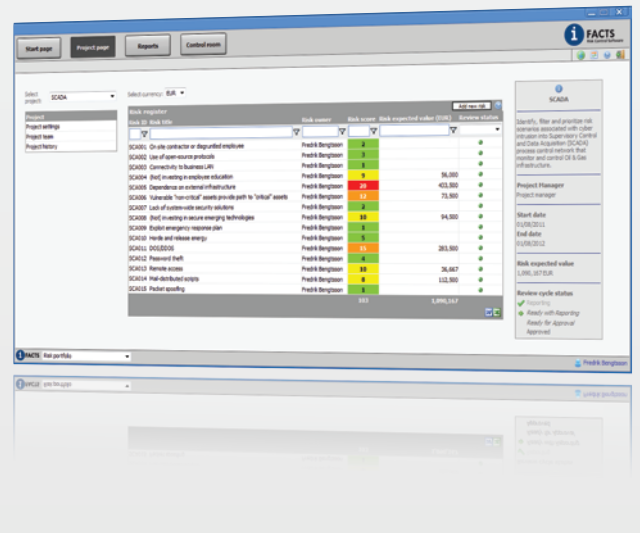 FACTS
Risk control software
Start page
Project page
Reports
Control room
Select project:
SCADA
Select currency:
EUR
Project
Project settings
Project team
Project history
Risk register
Add new risk
Risk ID Risk title Risk owner Risk score Risk expected value (EUR) Review status
SCA001 On site contractor or disgruntled employee Fredrik Bengtsson 2
SCA002 Use of open-source protocols Fredrik Bengtsson 3
SCA003 Connectivity to business LAN Fredrik Bengtsson 1
SCA004 (Not) investing in employee education Fredrik Bengtsson 9 56,000
SCA005 Dependence on external infrastructure Fredrik Bengtsson 20 403,500
SCA006 Vulnerable "non-critical" assets provide path to "critical" assets Fredrik Bengtsson 12 73,500
SCA007 Lack of system-wide security solutions Fredrik Bengtsson 2
SCA008 (Not) investing in secure emerging technologies Fredrik Bengtsson 10 94,500
SCA009 Exploit emergency response plan Fredrik Bengtsson 1
SCA010 Horde and release energy Fredrik Bengtsson 5
SCA011 DOS/DDOS Fredrik Bengtsson 15 283,500
SCA012 Password theft Fredrik Bengtsson 4
SCA013 Remote access Fredrik Bengtsson 10 36,667
SCA014 Mail-distributed scripts Fredrik Bengtsson 8 112,500
SCA015 Packet spoofing Fredrik Bengtsson 1
103 1,090,167
SCADA
Identify, filter and prioritize risk
scenarios associated with cyber
intrusion into Supervisory Control
and Data Acquisition (SCADA)
process control network that
monitor and control Oil & Gas
infrastructure.
Project Manager
Project manager
Start date
01/08/2011
End date
01/08/2012
Risk expected value
1,090,167 EUR
Review cycle status
Reporting
Ready with Reporting
Ready for Approval
Approved
FACTS Risk portfolio
Fredrik Bengtsson